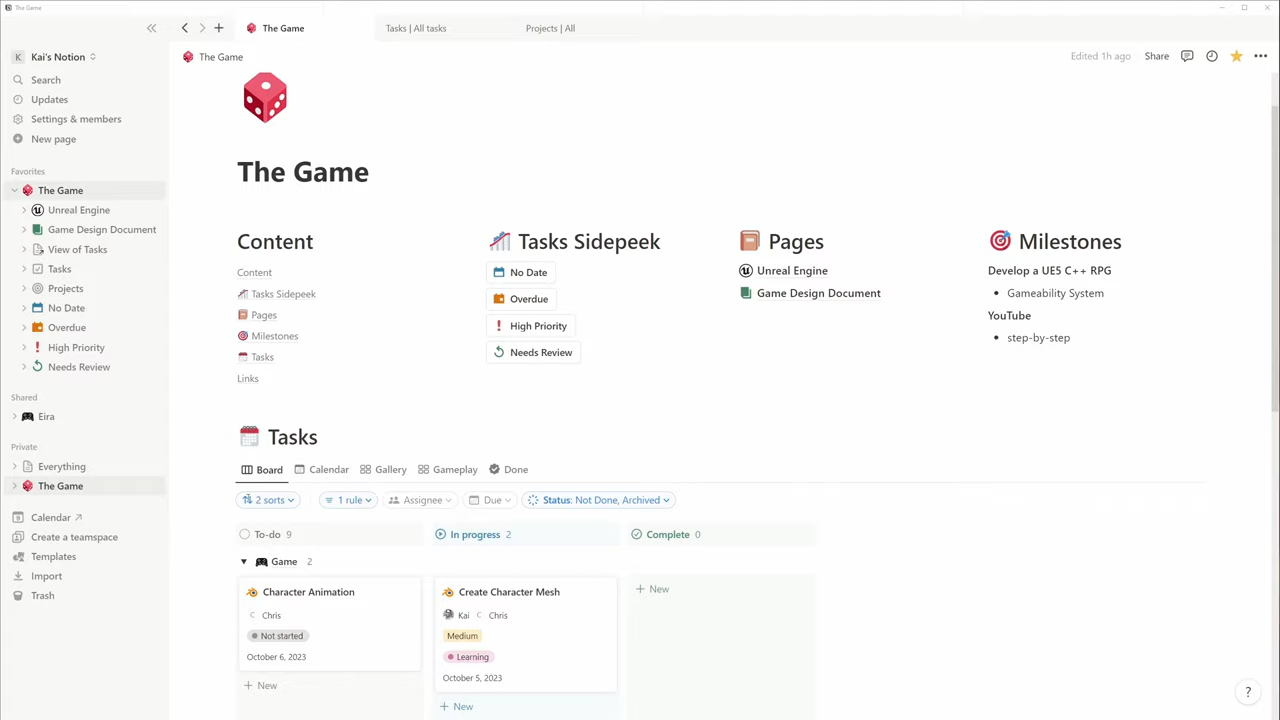 The Game
The Game
Tasks | All tasks
Projects | All
K Kai's Notion
The Game
Edited 1h ago
Share
Search
Updates
Settings & members
New page
Favorites
The Game
Unreal Engine
Game Design Document
View of Tasks
Tasks
Projects
No Date
Overdue
High Priority
Needs Review
Shared
Eira
Private
Everything
The Game
Calendar ↗
Create a teamspace
Templates
Import
Trash
The Game
Content
Content
Tasks Sidepeek
Pages
Milestones
Tasks
Links
Tasks Sidepeek
No Date
Overdue
High Priority
Needs Review
Pages
Unreal Engine
Game Design Document
Milestones
Develop a UE5 C++ RPG
• Gameability System
YouTube
• step-by-step
Tasks
Board
Calendar
Gallery
Gameplay
Done
2 sorts
1 rule
Assignee
Due
Status: Not Done, Archived
To-do 9
In progress 2
Complete 0
Game 2
Character Animation
C Chris
Not started
October 6, 2023
+ New
Create Character Mesh
Kai C Chris
Medium
Learning
October 5, 2023
+ New
+ New
?